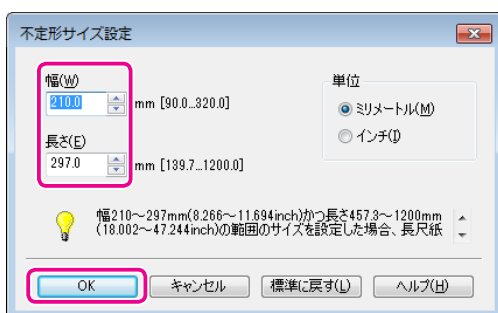 不定形サイズ設定
幅(W)
210.0 mm [90.0...320.0]
長さ(E)
297.0 mm [139.7...1200.0]
単位
ミリメートル(M)
インチ(I)
幅210～297mm(8.266～11.694inch)かつ長さ457.3～1200mm
(18.002～47.244inch)の範囲のサイズを設定した場合、長尺紙
OK キャンセル 標準に戻す(L) ヘルプ(H)